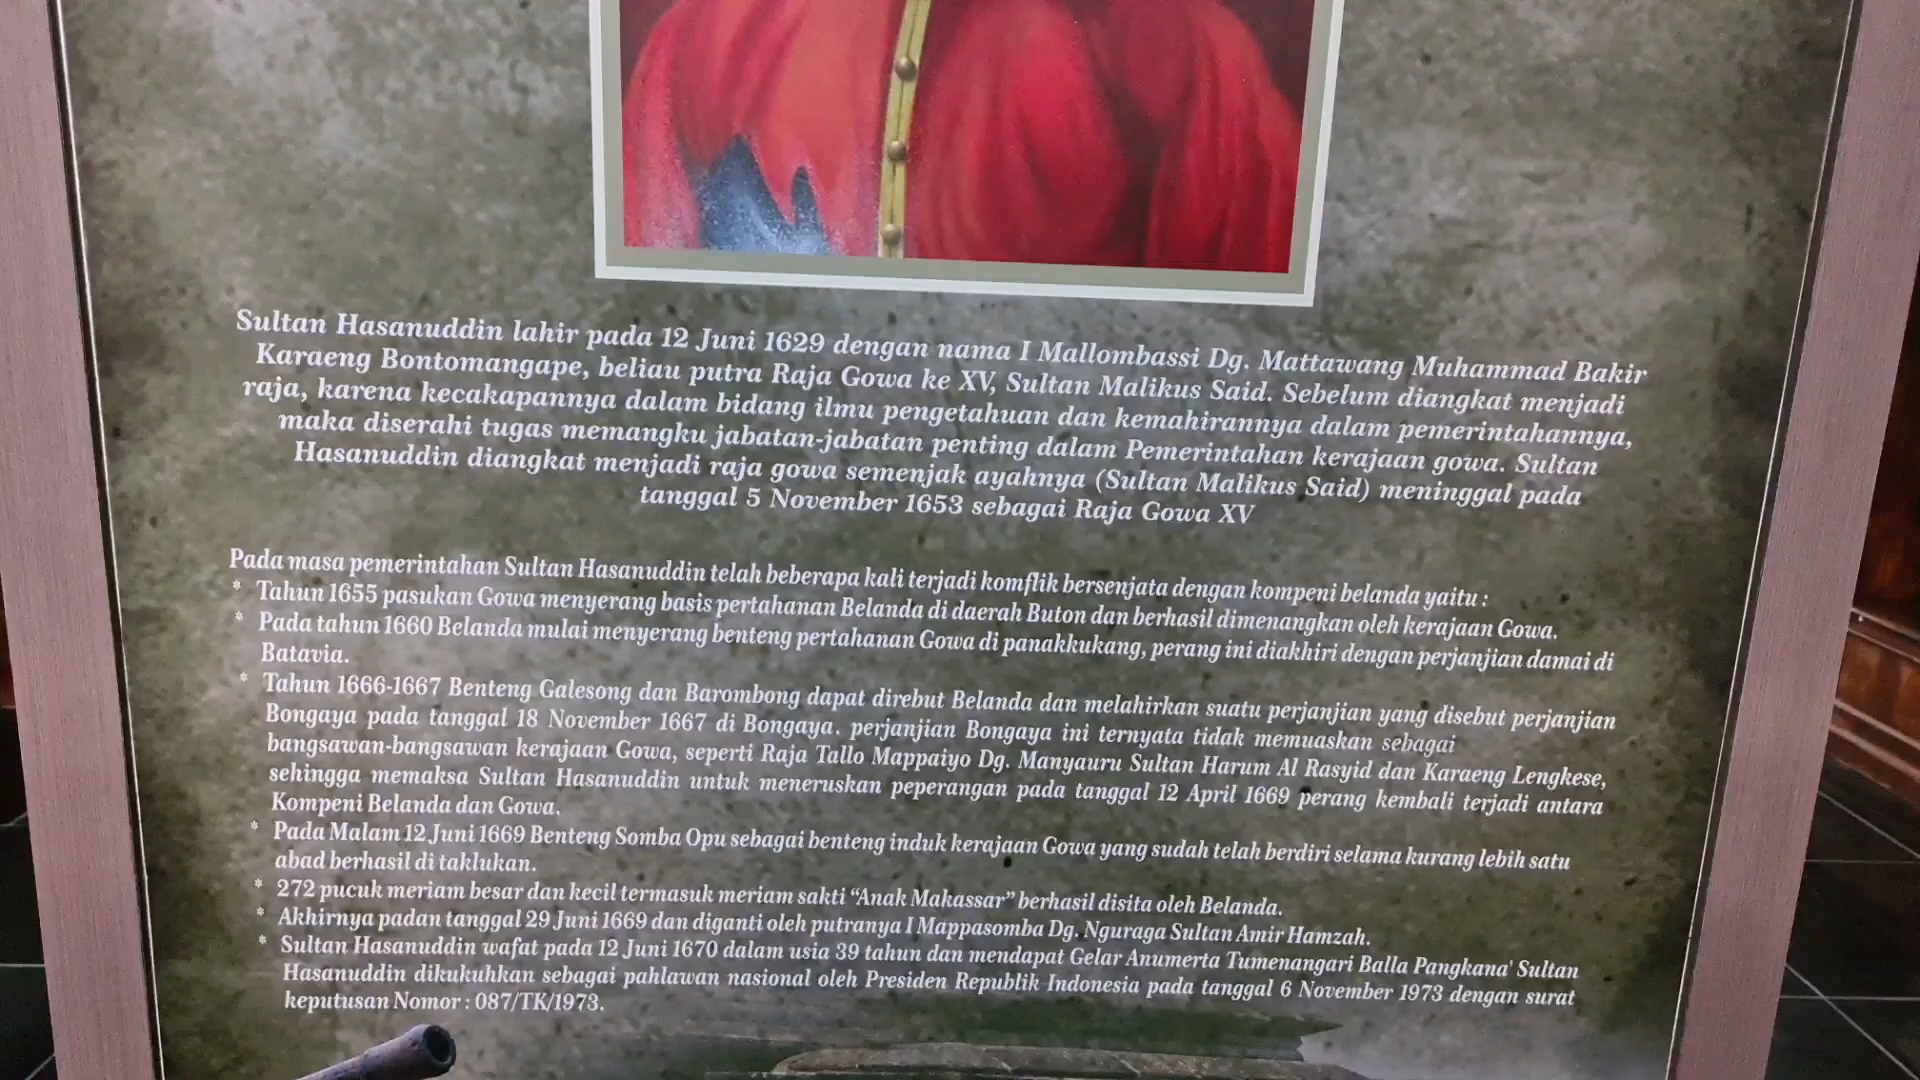 Sultan Hasanuddin lahir pada 12 Juni 1629 dengan nama I Mallombassi Dg. Mattawang Muhammad Bakir
Karaeng Bontomangape, beliau putra Raja Gowa ke XV, Sultan Malikus Said. Sebelum diangkat menjadi
raja, karena kecakapannya dalam bidang ilmu pengetahuan dan kemahirannya dalam pemerintahannya,
maka diserahi tugas memangku jabatan-jabatan penting dalam Pemerintahan kerajaan gowa. Sultan
Hasanuddin diangkat menjadi raja gowa semenjak ayahnya (Sultan Malikus Said) meninggal pada
tanggal 5 November 1653 sebagai Raja Gowa XV
Pada masa pemerintahan Sultan Hasanuddin telah beberapa kali terjadi komflik bersenjata dengan kompeni belanda yaitu :
* Tahun 1655 pasukan Gowa menyerang basis pertahanan Belanda di daerah Buton dan berhasil dimenangkan oleh kerajaan Gowa.
* Pada tahun 1660 Belanda mulai menyerang benteng pertahanan Gowa di panakkukang, perang ini diakhiri dengan perjanjian damai di
Batavia.
* Tahun 1666-1667 Benteng Galesong dan Barombong dapat direbut Belanda dan melahirkan suatu perjanjian yang disebut perjanjian
Bongaya pada tanggal 18 November 1667 di Bongaya. perjanjian Bongaya ini ternyata tidak memuaskan sebagai
bangsawan-bangsawan kerajaan Gowa, seperti Raja Tallo Mappaiyo Dg. Manyauru Sultan Harum Al Rasyid dan Karaeng Lengkese,
sehingga memaksa Sultan Hasanuddin untuk meneruskan peperangan pada tanggal 12 April 1669 perang kembali terjadi antara
Kompeni Belanda dan Gowa.
* Pada Malam 12 Juni 1669 Benteng Somba Opu sebagai benteng induk kerajaan Gowa yang sudah telah berdiri selama kurang lebih satu
abad berhasil di taklukan.
* 272 pucuk meriam besar dan kecil termasuk meriam sakti “Anak Makassar” berhasil disita oleh Belanda.
* Akhirnya padan tanggal 29 Juni 1669 dan diganti oleh putranya I Mappasomba Dg. Nguraga Sultan Amir Hamzah.
* Sultan Hasanuddin wafat pada 12 Juni 1670 dalam usia 39 tahun dan mendapat Gelar Anumerta Tumenangari Balla Pangkana' Sultan
Hasanuddin dikukuhkan sebagai pahlawan nasional oleh Presiden Republik Indonesia pada tanggal 6 November 1973 dengan surat
keputusan Nomor : 087/TK/1973.